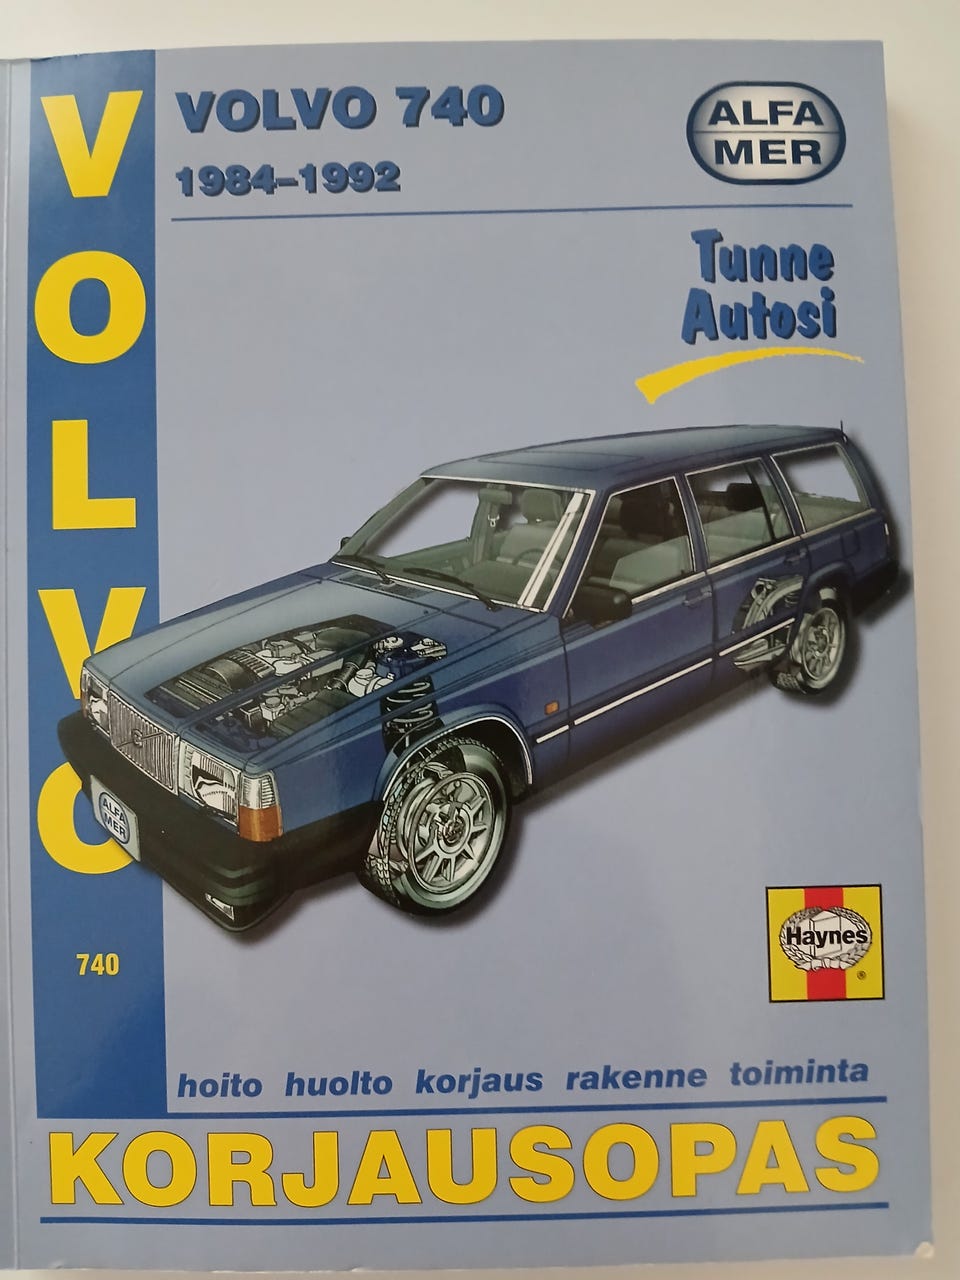 VOLVO
VOLVO 740
1984–1992
ALFA
MER
Tunne
Autosi
ALFA
MER
Haynes
®
740
hoito huolto korjaus rakenne toiminta
KORJAUSOPAS